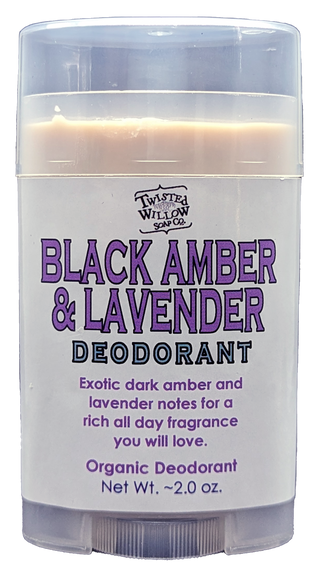 TWISTED
WILLOW
SOAP CO.
BLACK AMBER
& LAVENDER
DEODORANT
Exotic dark amber and
lavender notes for a
rich all day fragrance
you will love.
Organic Deodorant
Net Wt. ~2.0 oz.